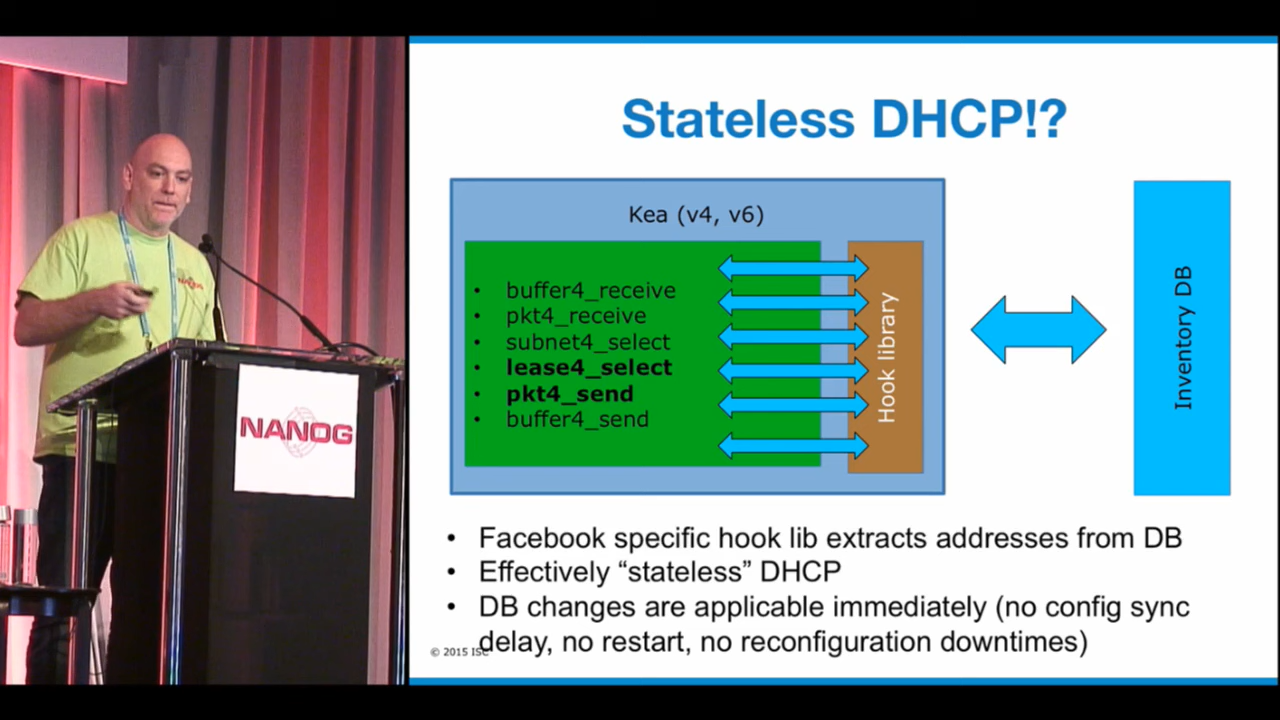 NANOG
NANOG
Stateless DHCP!?
Kea (v4, v6)
• buffer4_receive
• pkt4_receive
• subnet4_select
• lease4_select
• pkt4_send
• buffer4_send
Hook library
Inventory DB
• Facebook specific hook lib extracts addresses from DB
• Effectively “stateless” DHCP
• DB changes are applicable immediately (no config sync
delay, no restart, no reconfiguration downtimes)
© 2015 ISC